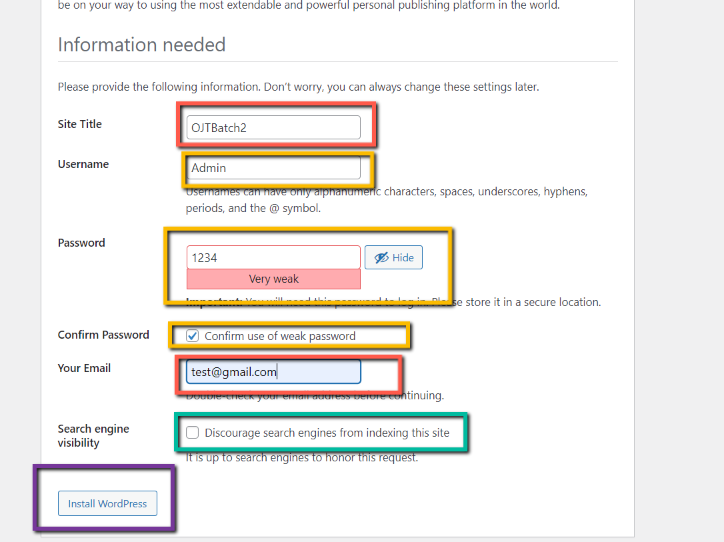 be on your way to using the most extendable and powerful personal publishing platform in the world.
Information needed
Please provide the following information. Don't worry, you can always change these settings later.
Site Title
OJTBatch2
Username
Admin
Usernames can have only alphanumeric characters, spaces, underscores, hyphens,
periods, and the @ symbol.
Password
1234
Hide
Very weak
Important: You will need this password to log in. Please store it in a secure location.
Confirm Password
Confirm use of weak password
Your Email
test@gmail.com
Double-check your email address before continuing.
Search engine
visibility
Discourage search engines from indexing this site
It is up to search engines to honor this request.
Install WordPress